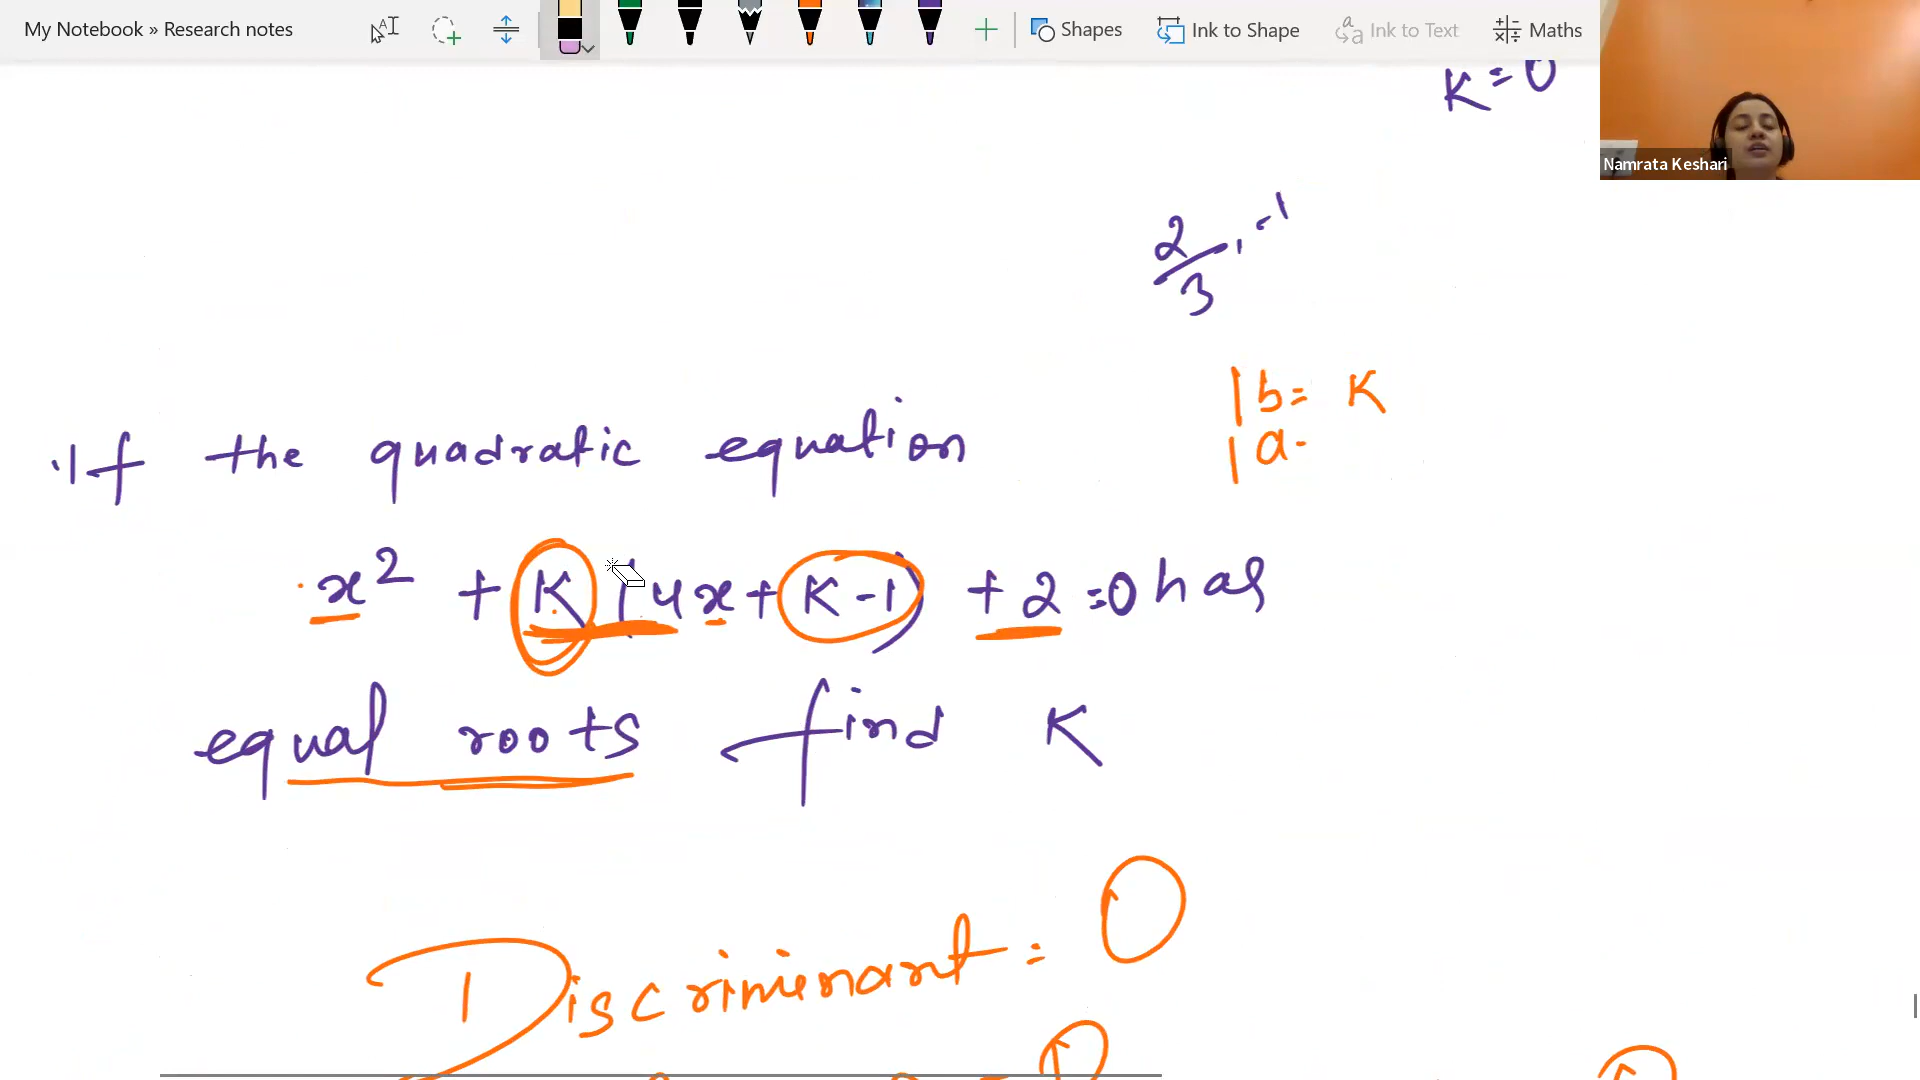 My Notebook » Research notes
Shapes
Ink to Shape
Ink to Text
Maths
K = 0
Namrata Keshari
2/3, -1
b = K
a =
If the quadratic equation
x² + K (4x + K - 1) + 2 = 0 has
equal roots find K
Discriminant = 0